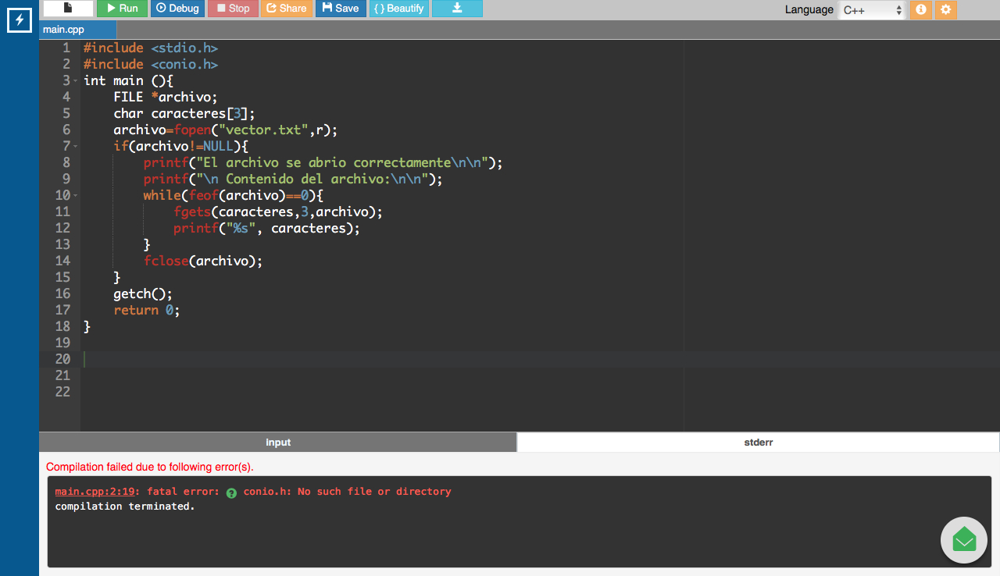 Run Debug Stop Share Save { } Beautify Language C++
main.cpp
1 #include <stdio.h>
2 #include <conio.h>
3 int main (){
4 FILE *archivo;
5 char caracteres[3];
6 archivo=fopen("vector.txt",r);
7 if(archivo!=NULL){
8 printf("El archivo se abrio correctamente\n\n");
9 printf("\n Contenido del archivo:\n\n");
10 while(feof(archivo)==0){
11 fgets(caracteres,3,archivo);
12 printf("%s", caracteres);
13 }
14 fclose(archivo);
15 }
16 getch();
17 return 0;
18 }
19
20
21
22
input stderr
Compilation failed due to following error(s).
main.cpp:2:19: fatal error: ? conio.h: No such file or directory
compilation terminated.